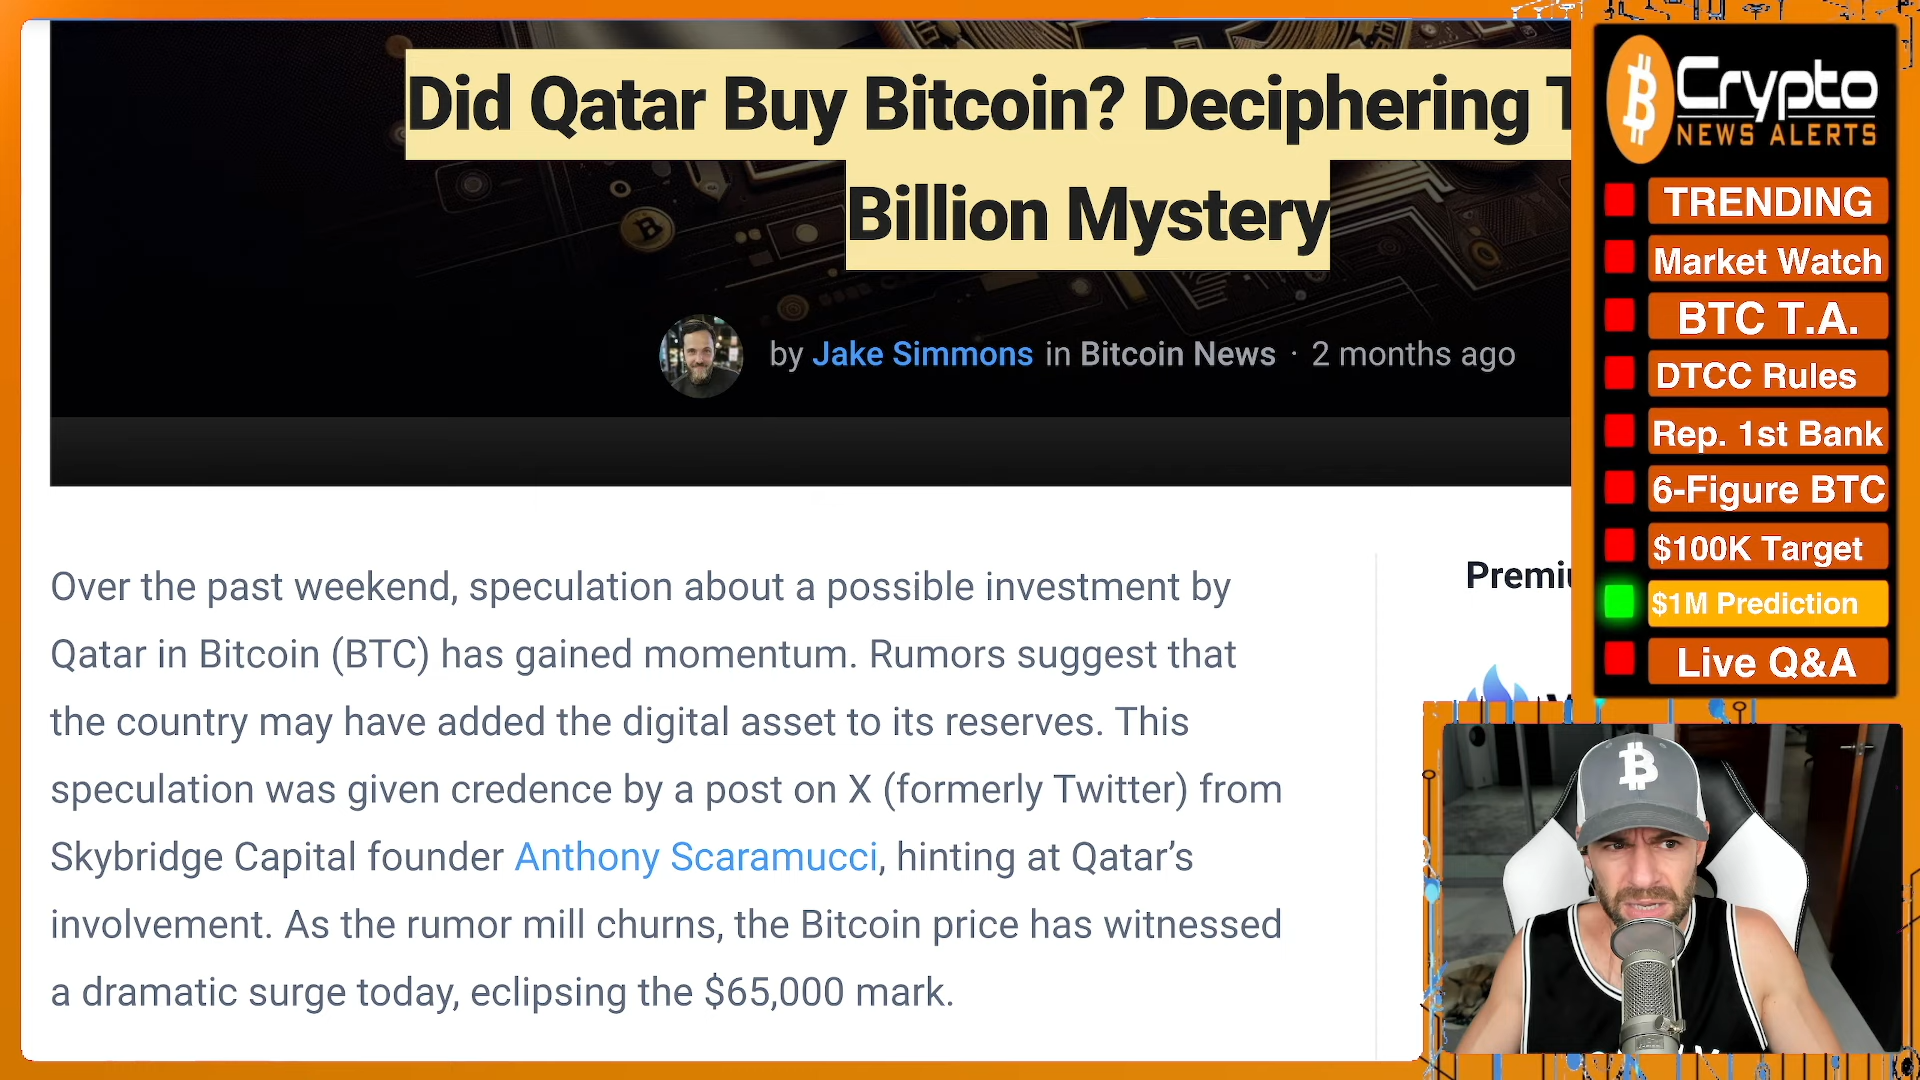 Did Qatar Buy Bitcoin? Deciphering
Billion Mystery
by Jake Simmons in Bitcoin News · 2 months ago
Over the past weekend, speculation about a possible investment by
Qatar in Bitcoin (BTC) has gained momentum. Rumors suggest that
the country may have added the digital asset to its reserves. This
speculation was given credence by a post on X (formerly Twitter) from
Skybridge Capital founder Anthony Scaramucci, hinting at Qatar’s
involvement. As the rumor mill churns, the Bitcoin price has witnessed
a dramatic surge today, eclipsing the $65,000 mark.
Crypto
NEWS ALERTS
TRENDING
Market Watch
BTC T.A.
DTCC Rules
Rep. 1st Bank
6-Figure BTC
$100K Target
$1M Prediction
Live Q&A